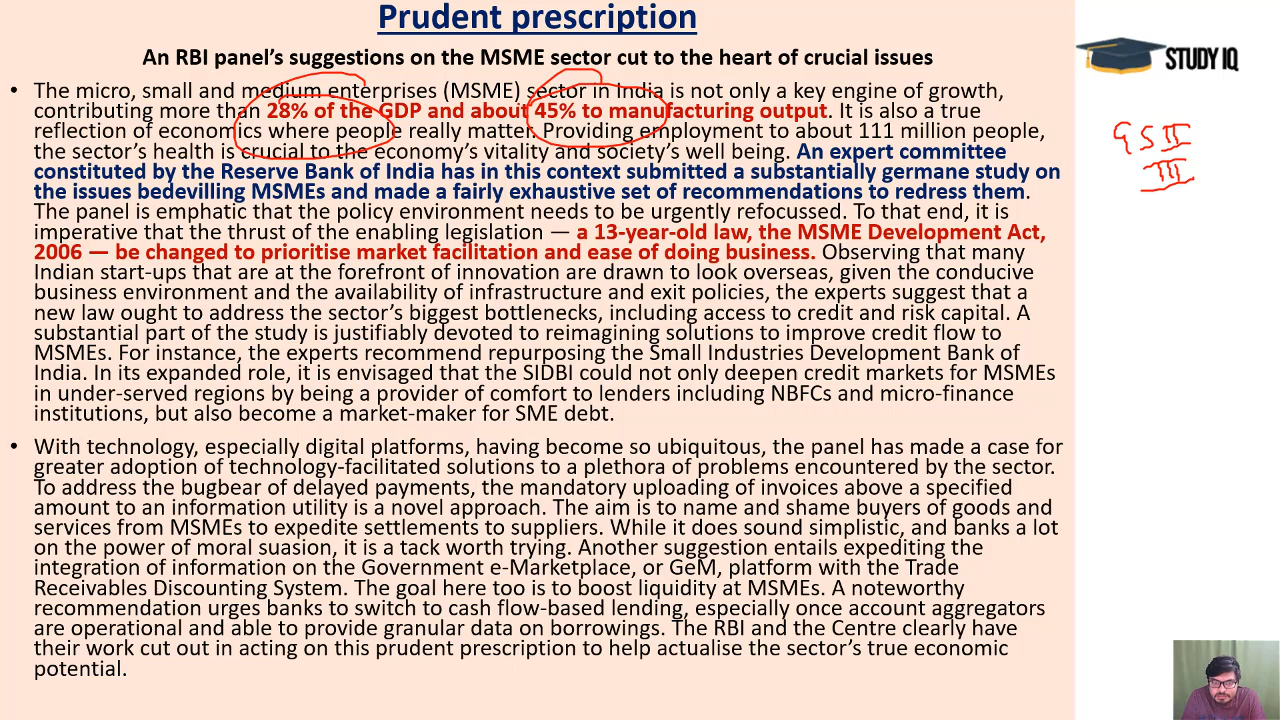 Prudent prescription
An RBI panel's suggestions on the MSME sector cut to the heart of crucial issues
• The micro, small and medium enterprises (MSME) sector in India is not only a key engine of growth,
contributing more than 28% of the GDP and about 45% to manufacturing output. It is also a true
reflection of economics where people really matter. Providing employment to about 111 million people,
the sector's health is crucial to the economy's vitality and society's well being. An expert committee
constituted by the Reserve Bank of India has in this context submitted a substantially germane study on
the issues bedevilling MSMEs and made a fairly exhaustive set of recommendations to redress them.
The panel is emphatic that the policy environment needs to be urgently refocussed. To that end, it is
imperative that the thrust of the enabling legislation — a 13-year-old law, the MSME Development Act,
2006 — be changed to prioritise market facilitation and ease of doing business. Observing that many
Indian start-ups that are at the forefront of innovation are drawn to look overseas, given the conducive
business environment and the availability of infrastructure and exit policies, the experts suggest that a
new law ought to address the sector's biggest bottlenecks, including access to credit and risk capital. A
substantial part of the study is justifiably devoted to reimagining solutions to improve credit flow to
MSMEs. For instance, the experts recommend repurposing the Small Industries Development Bank of
India. In its expanded role, it is envisaged that the SIDBI could not only deepen credit markets for MSMEs
in under-served regions by being a provider of comfort to lenders including NBFCs and micro-finance
institutions, but also become a market-maker for SME debt.
• With technology, especially digital platforms, having become so ubiquitous, the panel has made a case for
greater adoption of technology-facilitated solutions to a plethora of problems encountered by the sector.
To address the bugbear of delayed payments, the mandatory uploading of invoices above a specified
amount to an information utility is a novel approach. The aim is to name and shame buyers of goods and
services from MSMEs to expedite settlements to suppliers. While it does sound simplistic, and banks a lot
on the power of moral suasion, it is a tack worth trying. Another suggestion entails expediting the
integration of information on the Government e-Marketplace, or GeM, platform with the Trade
Receivables Discounting System. The goal here too is to boost liquidity at MSMEs. A noteworthy
recommendation urges banks to switch to cash flow-based lending, especially once account aggregators
are operational and able to provide granular data on borrowings. The RBI and the Centre clearly have
their work cut out in acting on this prudent prescription to help actualise the sector's true economic
potential.
STUDY IQ
GS II
III